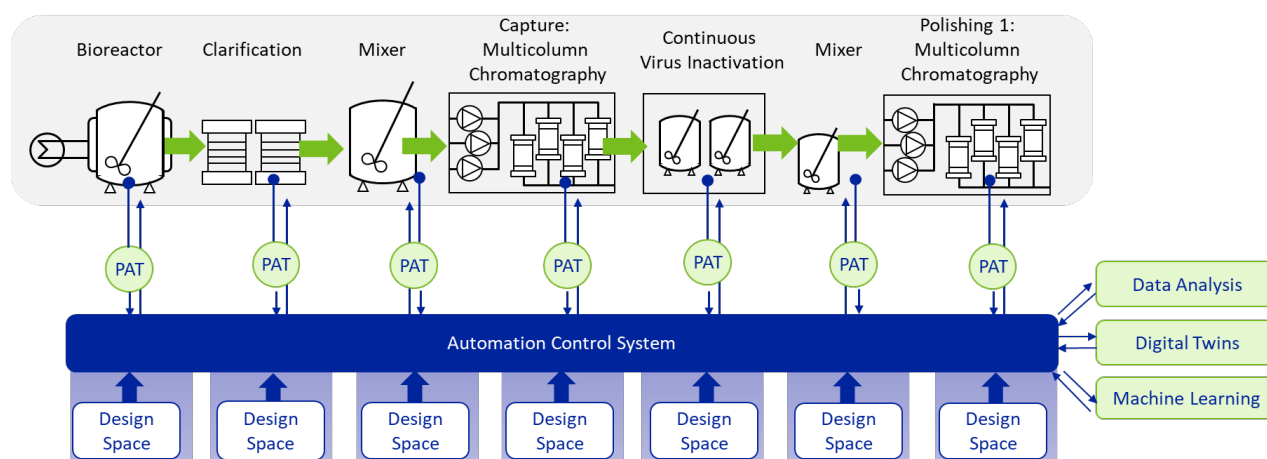 Bioreactor
Clarification
Mixer
Capture:
Multicolumn
Chromatography
Continuous
Virus Inactivation
Mixer
Polishing 1:
Multicolumn
Chromatography
Σ
PAT
PAT
PAT
PAT
PAT
PAT
PAT
Data Analysis
Automation Control System
Digital Twins
Machine Learning
Design
Space
Design
Space
Design
Space
Design
Space
Design
Space
Design
Space
Design
Space